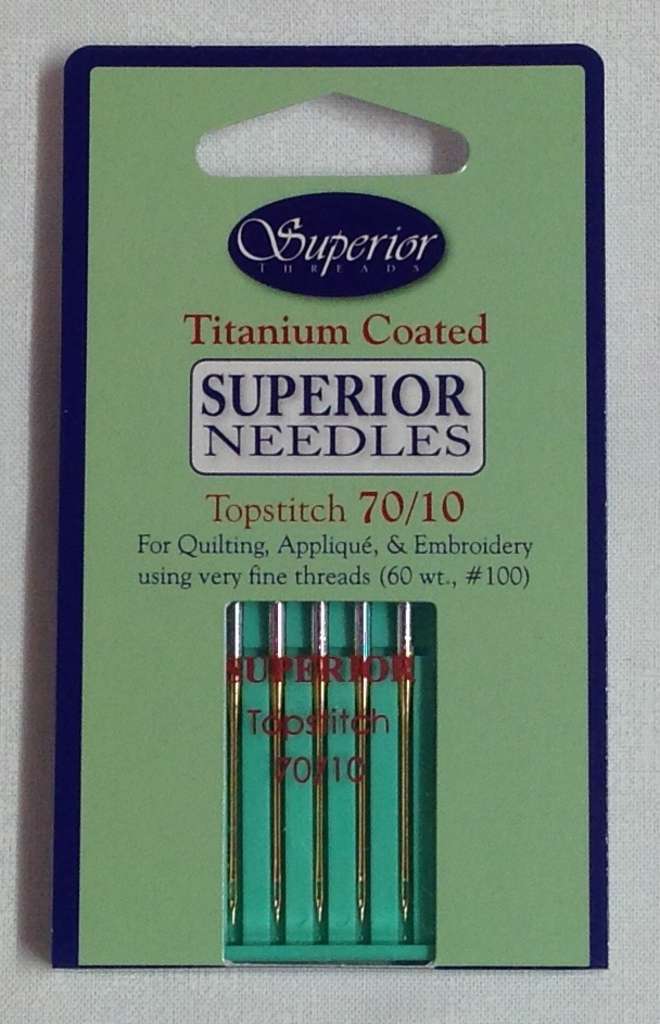 Superior
THREADS
Titanium Coated
SUPERIOR
NEEDLES
Topstitch 70/10
For Quilting, Appliqué, & Embroidery
using very fine threads (60 wt., #100)
SUPERIOR
Topstitch
70/10